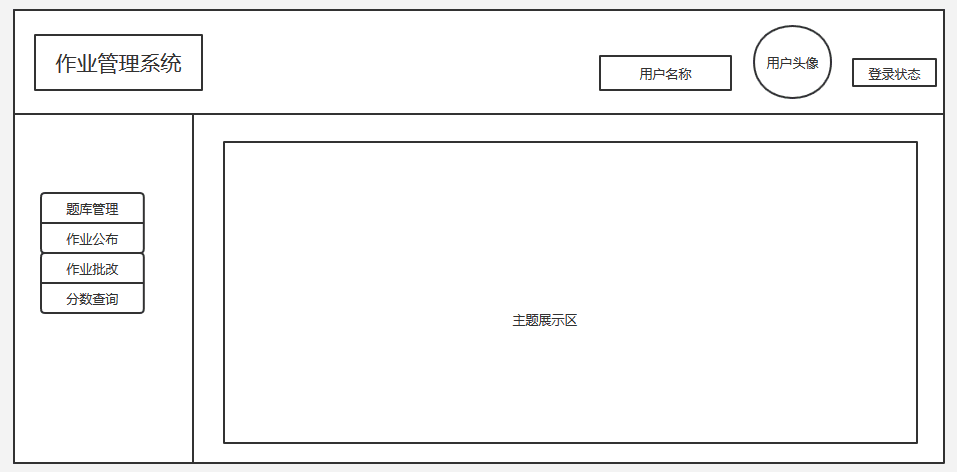 作业管理系统
用户名称
用户头像
登录状态
题库管理
作业公布
作业批改
分数查询
主题展示区